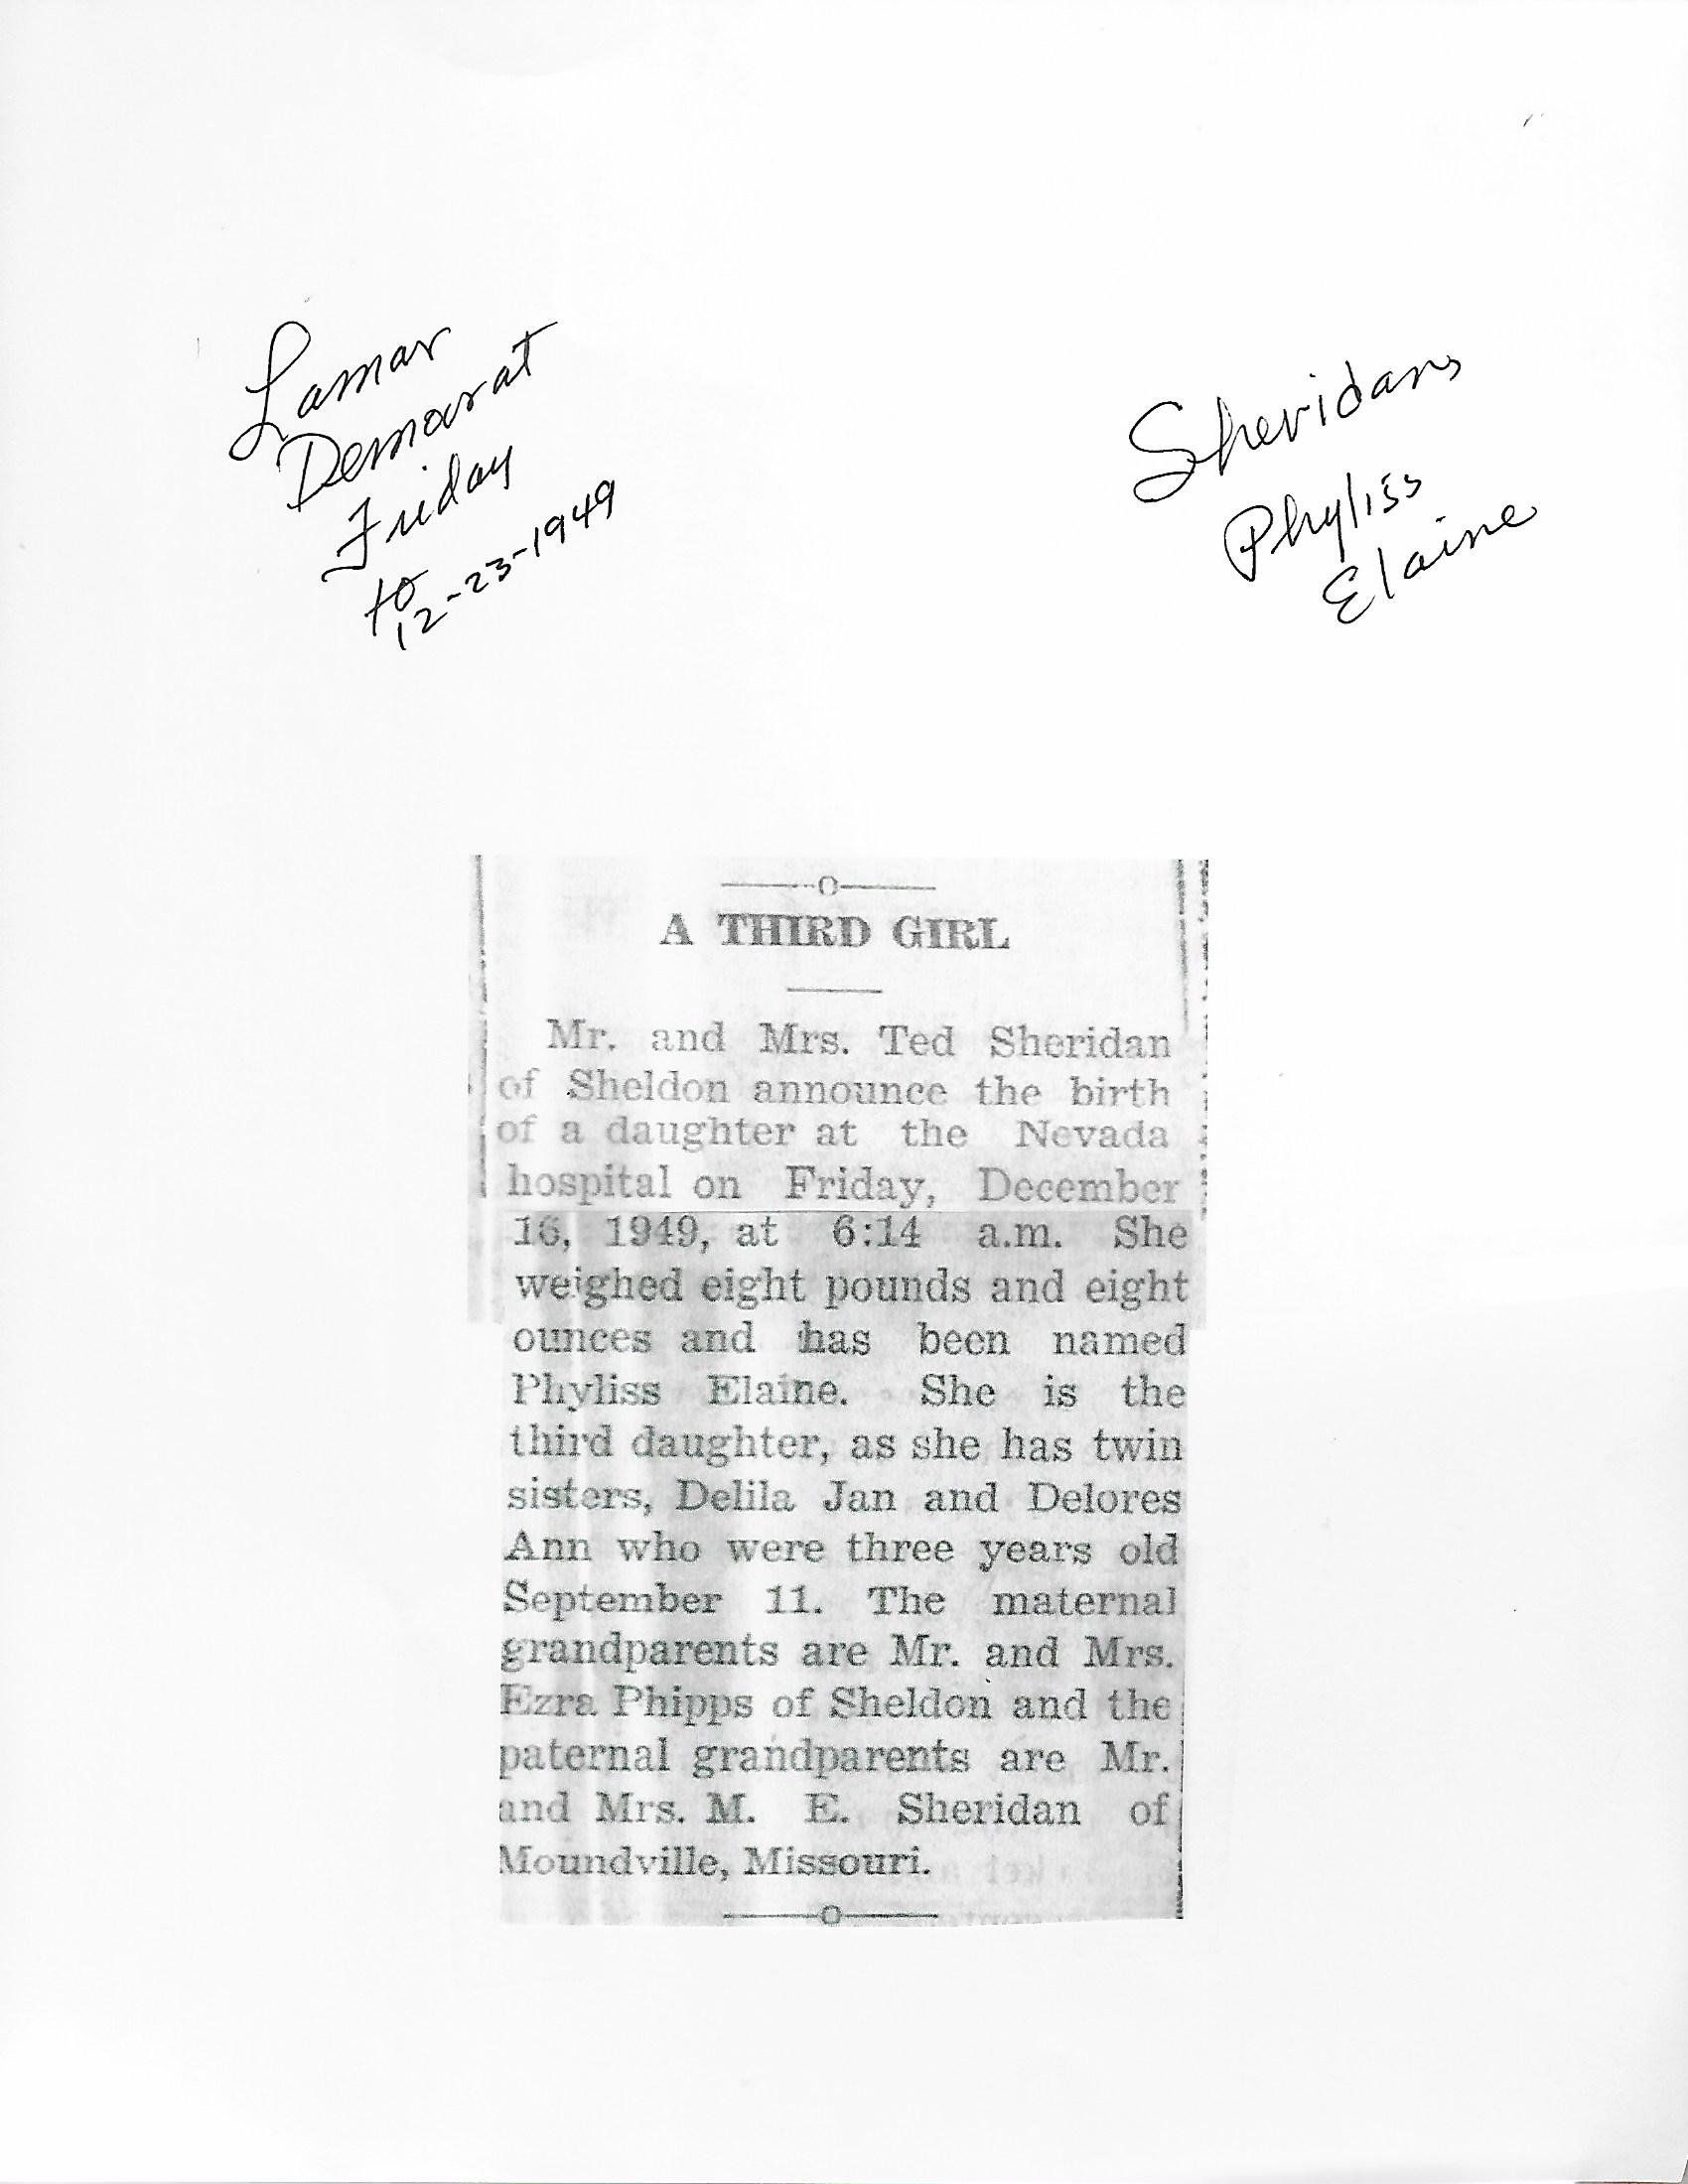 Lamar
Demorat
Friday
to
12-23-1949
Sheridans
Phyliss
Elaine
A THIRD GIRL
Mr. and Mrs. Ted Sheridan
of Sheldon announce the birth
of a daughter at the Nevada
hospital on Friday, December
16, 1949, at 6:14 a.m. She
weighed eight pounds and eight
ounces and has been named
Phyliss Elaine. She is the
third daughter, as she has twin
sisters, Delila Jan and Delores
Ann who were three years old
September 11. The maternal
grandparents are Mr. and Mrs.
Ezra Phipps of Sheldon and the
paternal grandparents are Mr.
and Mrs. M. E. Sheridan of
Moundville, Missouri.